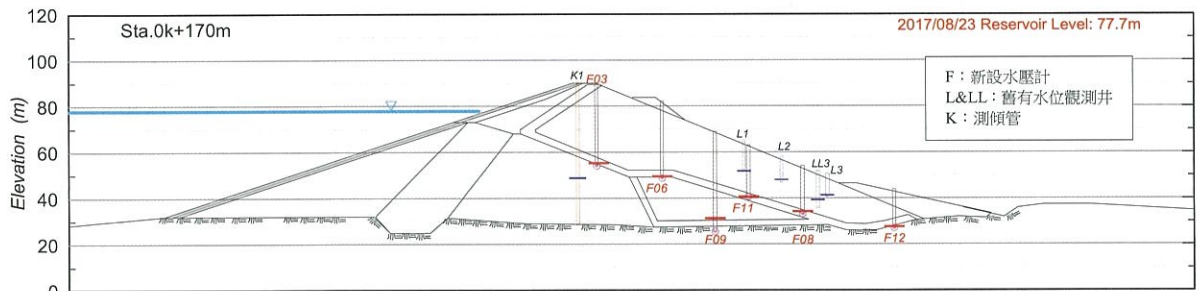 120
Sta.0k+170m
2017/08/23 Reservoir Level: 77.7m
100
K1
F03
F：新設水壓計
L&LL：舊有水位觀測井
K：測傾管
80
Elevation (m)
L1
L2
60
LL3
L3
F06
F11
40
F09
F08
F12
20
0